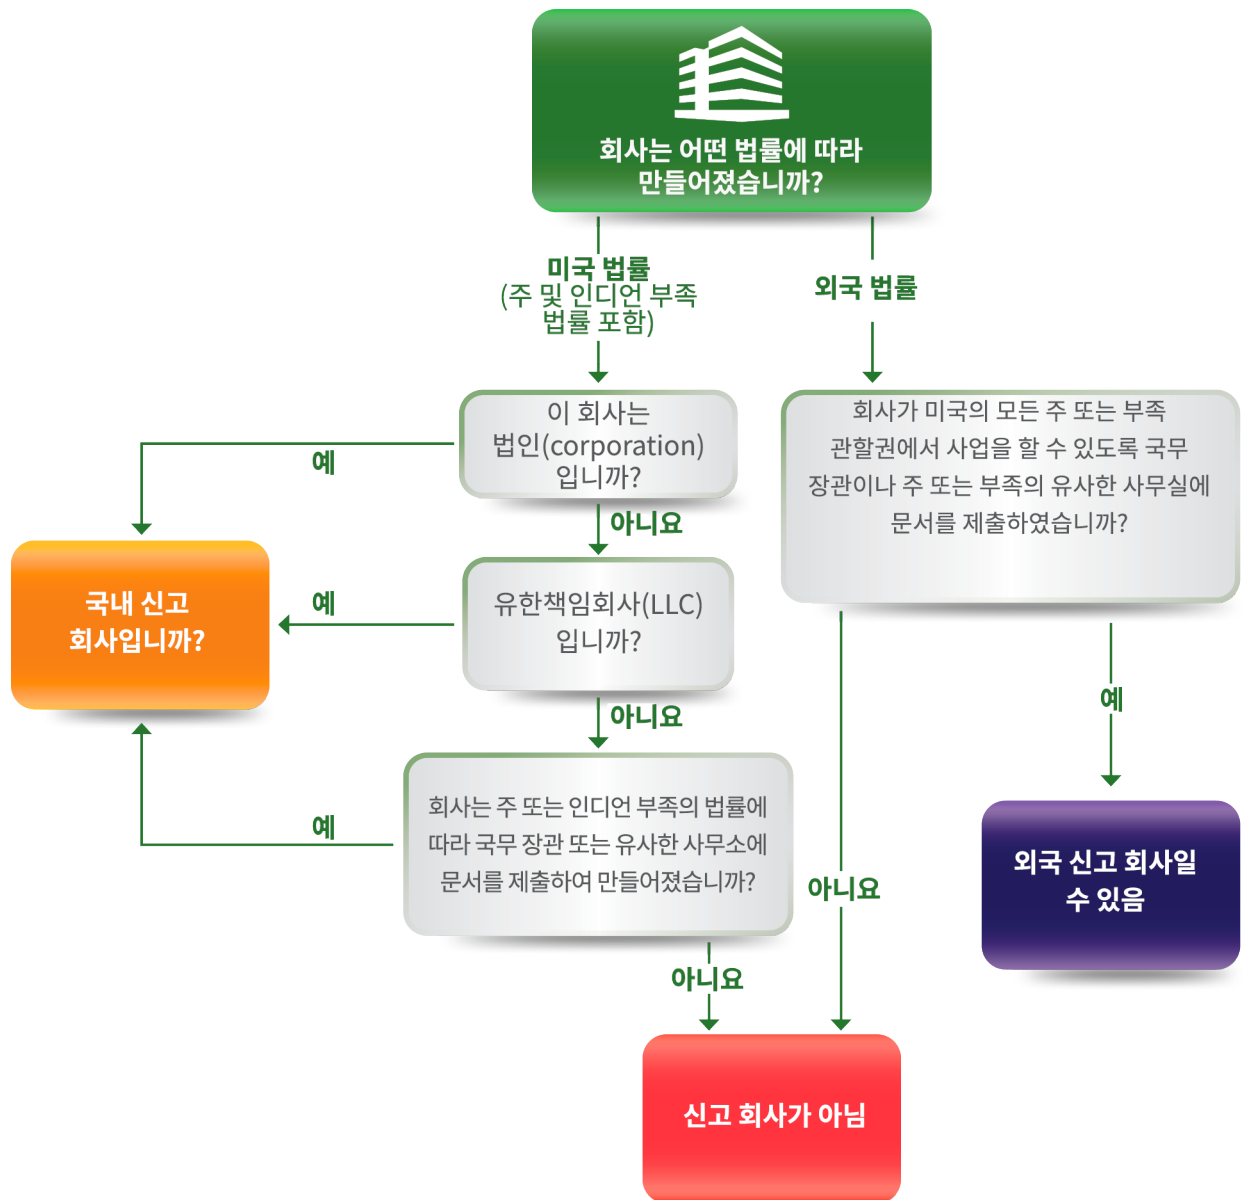 회사는 어떤 법률에 따라
만들어졌습니까?
미국 법률
(주 및 인디언 부족
법률 포함)
외국 법률
이 회사는
법인(corporation)
입니까?
회사가 미국의 모든 주 또는 부족
관할권에서 사업을 할 수 있도록 국무
장관이나 주 또는 부족의 유사한 사무실에
문서를 제출하였습니까?
예
아니요
국내 신고
회사입니까?
예
유한책임회사(LLC)
입니까?
아니요
예
회사는 주 또는 인디언 부족의 법률에
따라 국무 장관 또는 유사한 사무소에
문서를 제출하여 만들어졌습니까?
예
아니요
외국 신고 회사일
수 있음
아니요
신고 회사가 아님